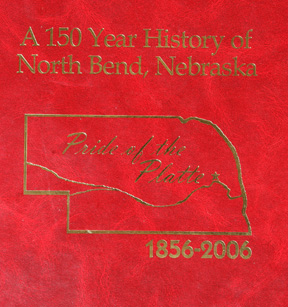 A 150 Year History of
North Bend, Nebraska
Pride of the
Platte
1856-2006